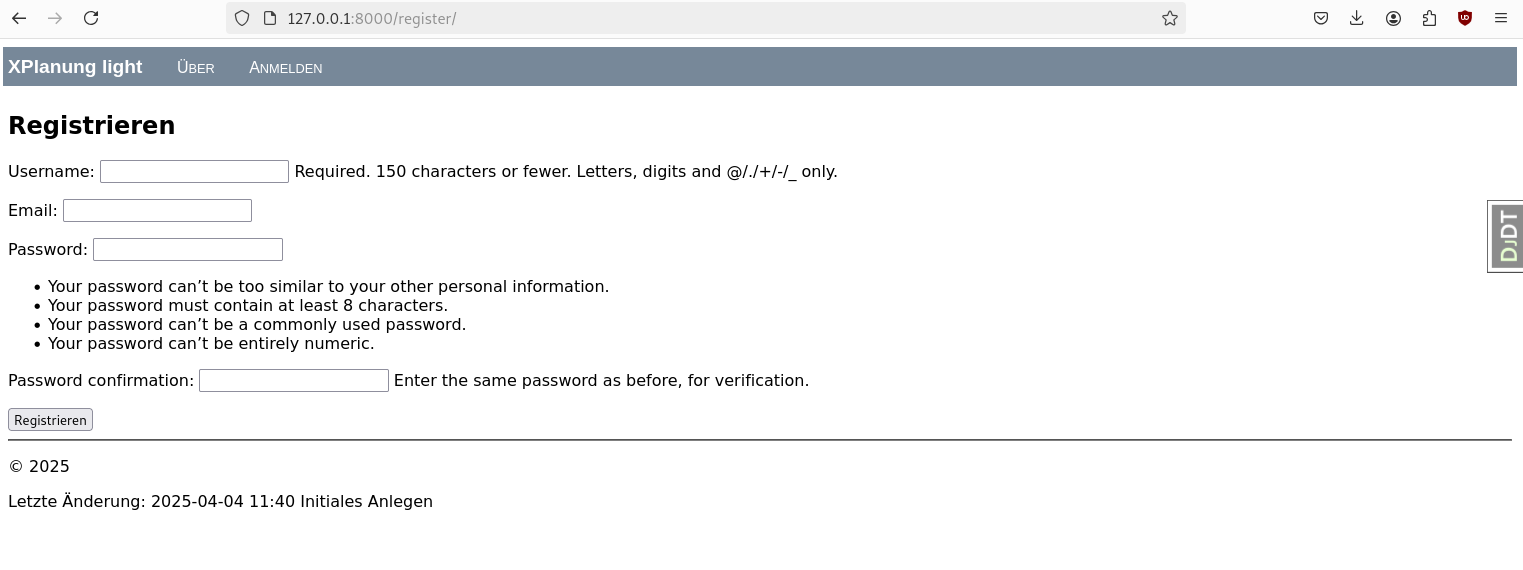 127.0.0.1:8000/register/
XPlanung light ÜBER ANMELDEN
Registrieren
Username: Required. 150 characters or fewer. Letters, digits and @/./+/-/_ only.
Email:
Password:
• Your password can’t be too similar to your other personal information.
• Your password must contain at least 8 characters.
• Your password can’t be a commonly used password.
• Your password can’t be entirely numeric.
Password confirmation: Enter the same password as before, for verification.
Registrieren
© 2025
Letzte Änderung: 2025-04-04 11:40 Initiales Anlegen
DJDT